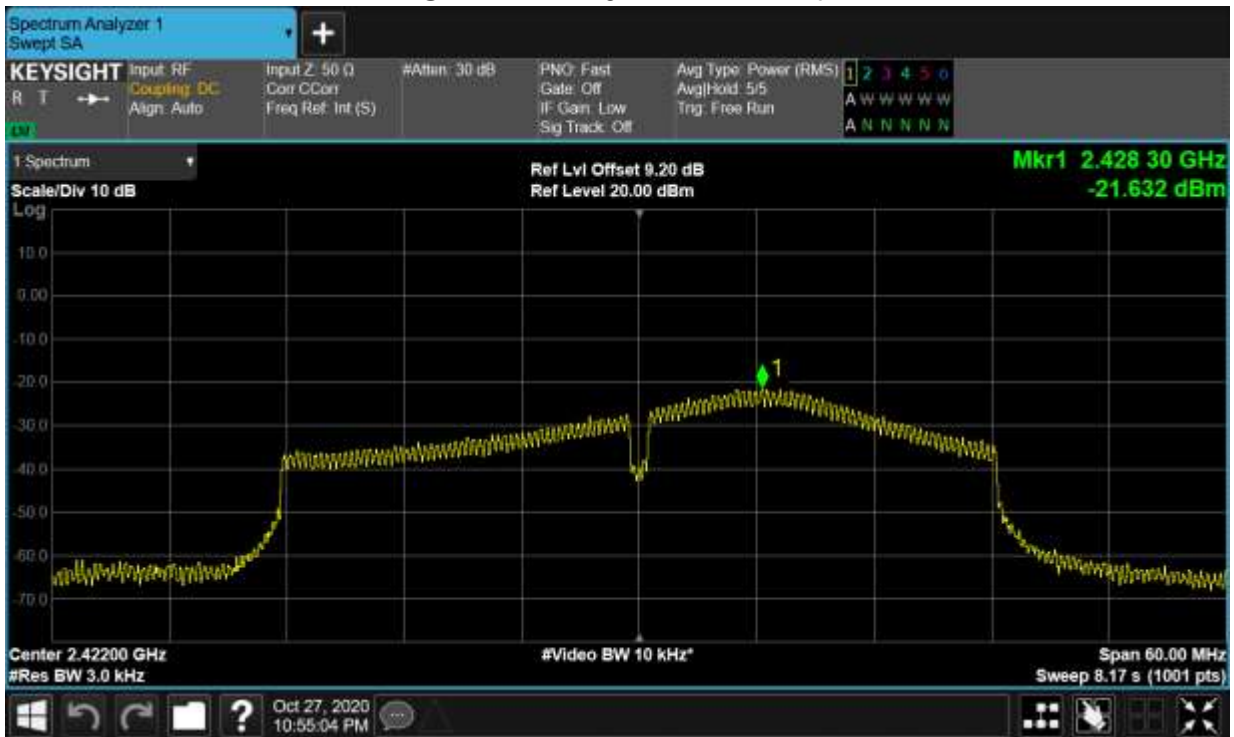 Spectrum Analyzer 1
Swept SA
+
KEYSIGHT
R T
Input: RF
Coupling: DC
Align: Auto
Input Z: 50 Ω
Corr CCorr
Freq Ref: Int (S)
#Atten: 30 dB
PNO: Fast
Gate: Off
IF Gain: Low
Sig Track: Off
Avg Type: Power (RMS)
Avg|Hold: 5/5
Trig: Free Run
1 2 3 4 5 6
A W W W W W
A N N N N N
1 Spectrum
Scale/Div 10 dB
Log
Ref Lvl Offset 9.20 dB
Ref Level 20.00 dBm
Mkr1 2.428 30 GHz
-21.632 dBm
10.0
0.00
-10.0
-20.0
-30.0
-40.0
-50.0
-60.0
-70.0
1
Center 2.42200 GHz
#Res BW 3.0 kHz
#Video BW 10 kHz*
Span 60.00 MHz
Sweep 8.17 s (1001 pts)
?
Oct 27, 2020
10:55:04 PM